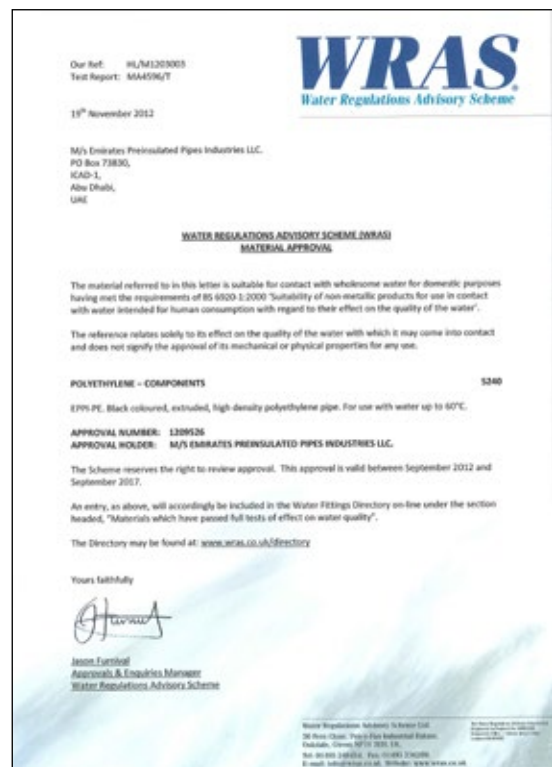 Our Ref: HL/M1203003
Test Report: MA4596/T
WRAS
Water Regulations Advisory Scheme
19th November 2012
M/s Emirates Preinsulated Pipes Industries LLC.
PO Box 73830,
ICAD-1,
Abu Dhabi,
UAE
WATER REGULATIONS ADVISORY SCHEME (WRAS)
MATERIAL APPROVAL
The material referred to in this letter is suitable for contact with wholesome water for domestic purposes
having met the requirements of BS 6920-1:2000 'Suitability of non-metallic products for use in contact
with water intended for human consumption with regard to their effect on the quality of the water'.
The reference relates solely to its effect on the quality of the water with which it may come into contact
and does not signify the approval of its mechanical or physical properties for any use.
POLYETHYLENE – COMPONENTS 5240
EPPI-PE. Black coloured, extruded, high density polyethylene pipe. For use with water up to 60°C.
APPROVAL NUMBER: 1209526
APPROVAL HOLDER: M/S EMIRATES PREINSULATED PIPES INDUSTRIES LLC.
The Scheme reserves the right to review approval. This approval is valid between September 2012 and
September 2017.
An entry, as above, will accordingly be included in the Water Fittings Directory on-line under the section
headed, "Materials which have passed full tests of effect on water quality".
The Directory may be found at: www.wras.co.uk/directory
Yours faithfully
Jason Furnival
Approvals & Enquiries Manager
Water Regulations Advisory Scheme
Water Regulations Advisory Scheme Ltd.